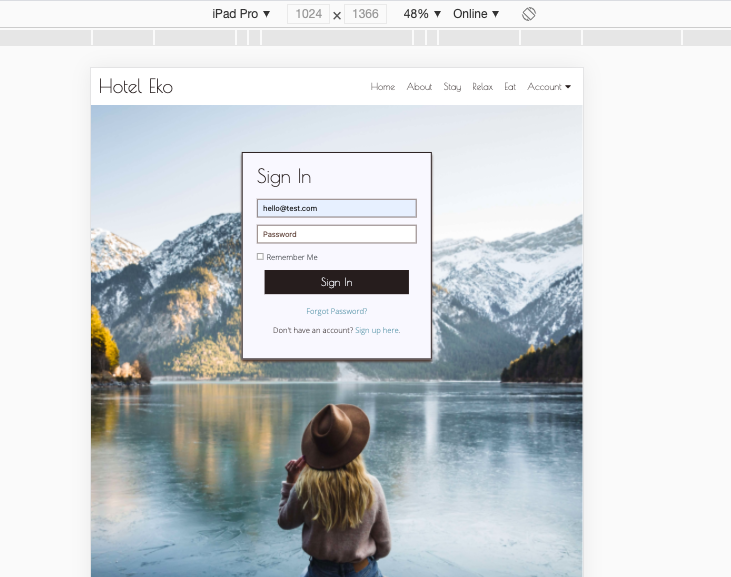 iPad Pro ▼ 1024 × 1366 48% ▼ Online ▼
Hotel Eko Home About Stay Relax Eat Account
Sign In
hello@test.com
Password
Remember Me
Sign In
Forgot Password?
Don't have an account? Sign up here.